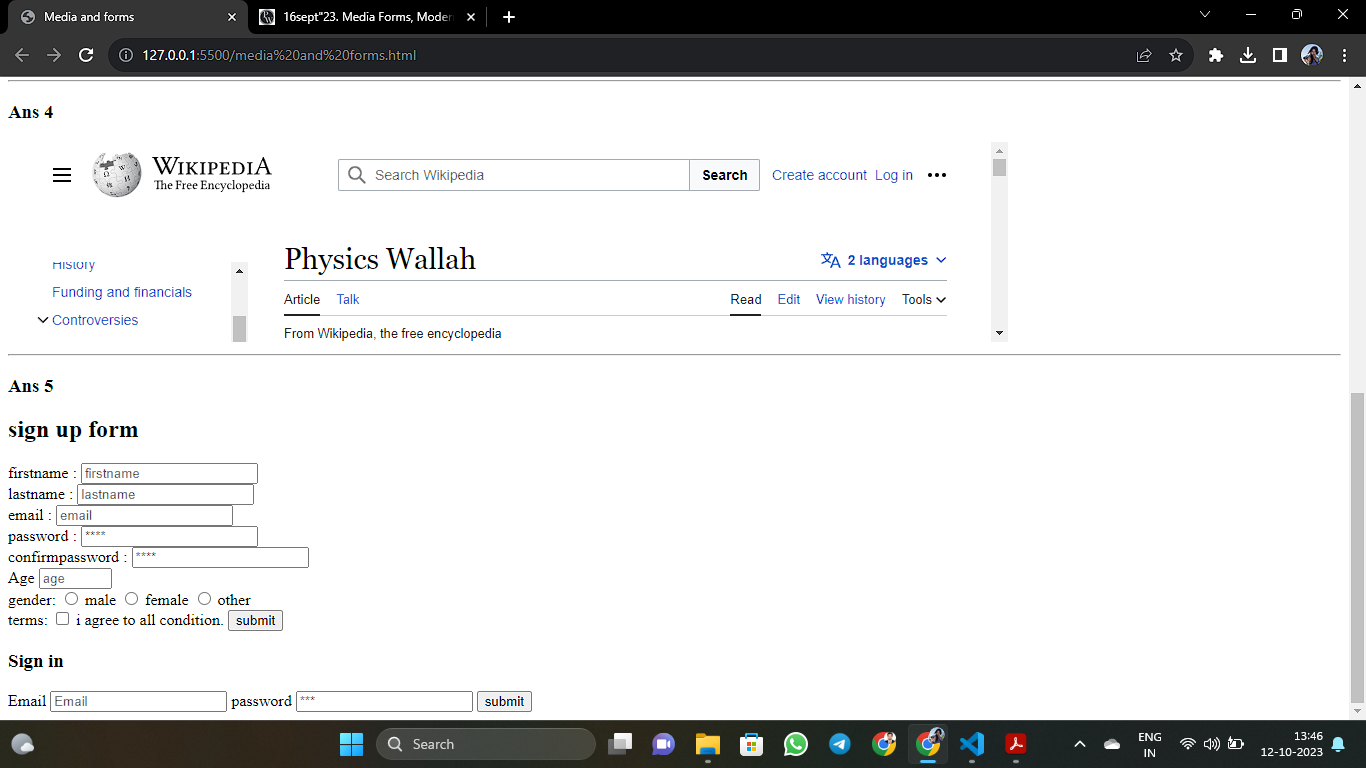 Media and forms
16sept"23. Media Forms, Modern
127.0.0.1:5500/media%20and%20forms.html
Ans 4
WIKIPEDIA
The Free Encyclopedia
Search Wikipedia
Search
Create account Log in
History
Funding and financials
Controversies
Physics Wallah
2 languages
Article Talk
Read Edit View history Tools
From Wikipedia, the free encyclopedia
Ans 5
sign up form
firstname : firstname
lastname : lastname
email : email
password : ****
confirmpassword : ****
Age age
gender: male female other
terms: i agree to all condition. submit
Sign in
Email Email password *** submit
Search
ENG
IN
13:46
12-10-2023